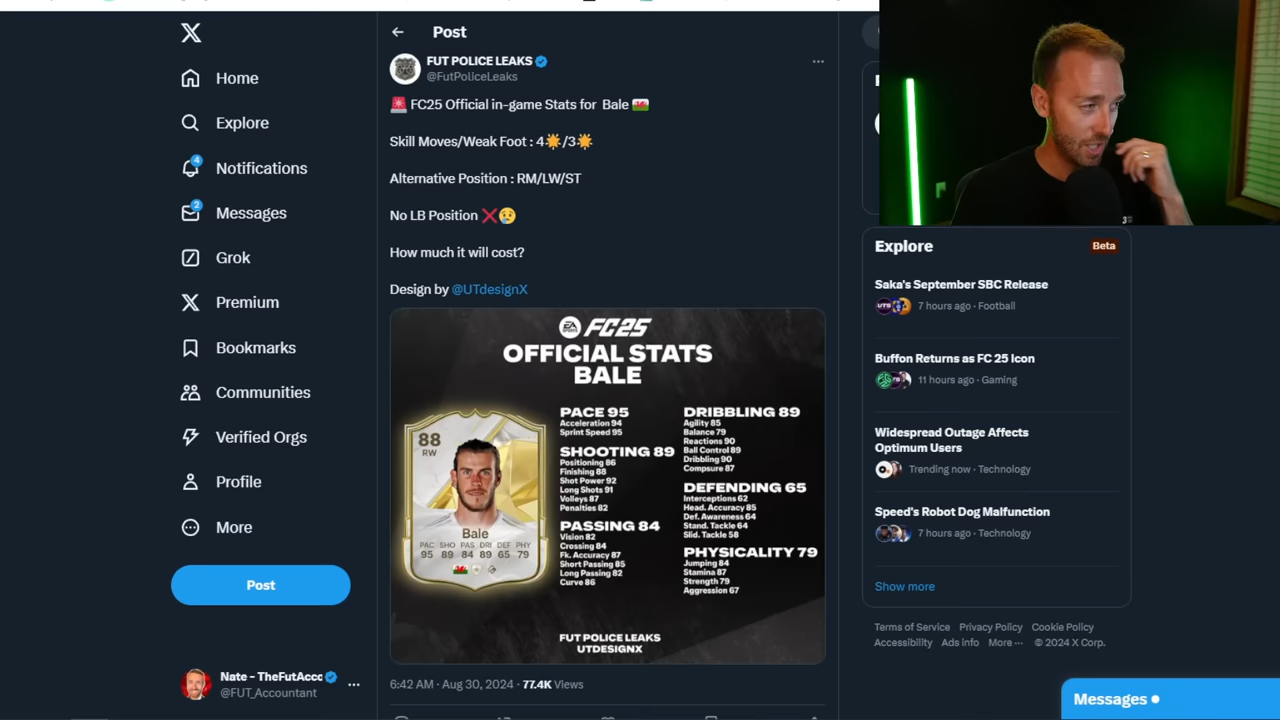 Home
Explore
4
Notifications
2
Messages
Grok
Premium
Bookmarks
Communities
Verified Orgs
Profile
More
Post
Nate - TheFutAcc
@FUT_Accountant
Post
FUT POLICE LEAKS
@FutPoliceLeaks
🚨 FC25 Official in-game Stats for Bale 🏴󠁧󠁢󠁷󠁬󠁳󠁿
Skill Moves/Weak Foot : 4🌟/3🌟
Alternative Position : RM/LW/ST
No LB Position ❌😢
How much it will cost?
Design by @UTdesignX
EA SPORTS FC25
OFFICIAL STATS
BALE
88
RW
Bale
PAC SHO PAS DRI DEF PHY
95 89 84 89 65 79
PACE 95
Acceleration 94
Sprint Speed 95
SHOOTING 89
Positioning 86
Finishing 88
Shot Power 92
Long Shots 91
Volleys 87
Penalties 82
PASSING 84
Vision 82
Crossing 84
Fk. Accuracy 87
Short Passing 85
Long Passing 82
Curve 86
DRIBBLING 89
Agility 85
Balance 79
Reactions 90
Ball Control 89
Dribbling 90
Compsure 87
DEFENDING 65
Interceptions 62
Head. Accuracy 85
Def. Awareness 64
Stand. Tackle 64
Slid. Tackle 58
PHYSICALITY 79
Jumping 84
Stamina 87
Strength 79
Aggression 67
FUT POLICE LEAKS
UTDESIGNX
6:42 AM · Aug 30, 2024 · 77.4K Views
Explore
Beta
Saka's September SBC Release
7 hours ago · Football
Buffon Returns as FC 25 Icon
11 hours ago · Gaming
Widespread Outage Affects
Optimum Users
Trending now · Technology
Speed's Robot Dog Malfunction
7 hours ago · Technology
Show more
Terms of Service Privacy Policy Cookie Policy
Accessibility Ads info More ··· © 2024 X Corp.
Messages